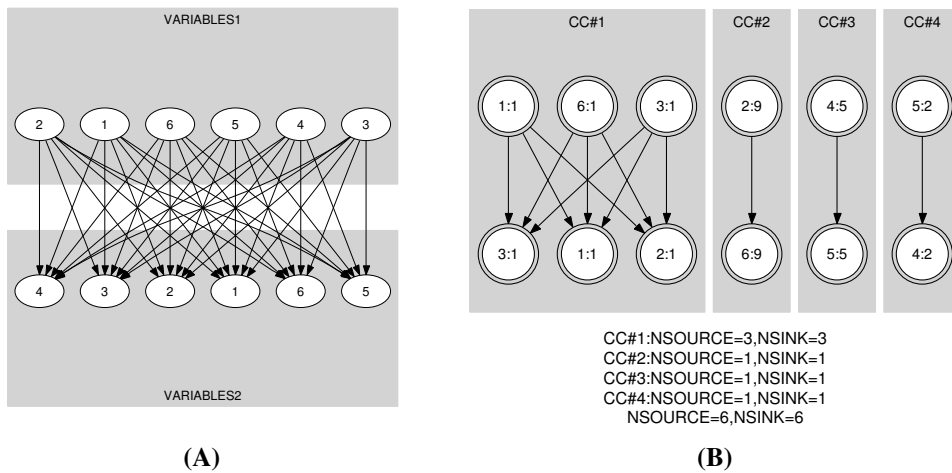 VARIABLES1
2 1 6 5 4 3
4 3 2 1 6 5
VARIABLES2
(A)
CC#1 CC#2 CC#3 CC#4
1:1 6:1 3:1 2:9 4:5 5:2
3:1 1:1 2:1 6:9 5:5 4:2
CC#1:NSOURCE=3,NSINK=3
CC#2:NSOURCE=1,NSINK=1
CC#3:NSOURCE=1,NSINK=1
CC#4:NSOURCE=1,NSINK=1
NSOURCE=6,NSINK=6
(B)